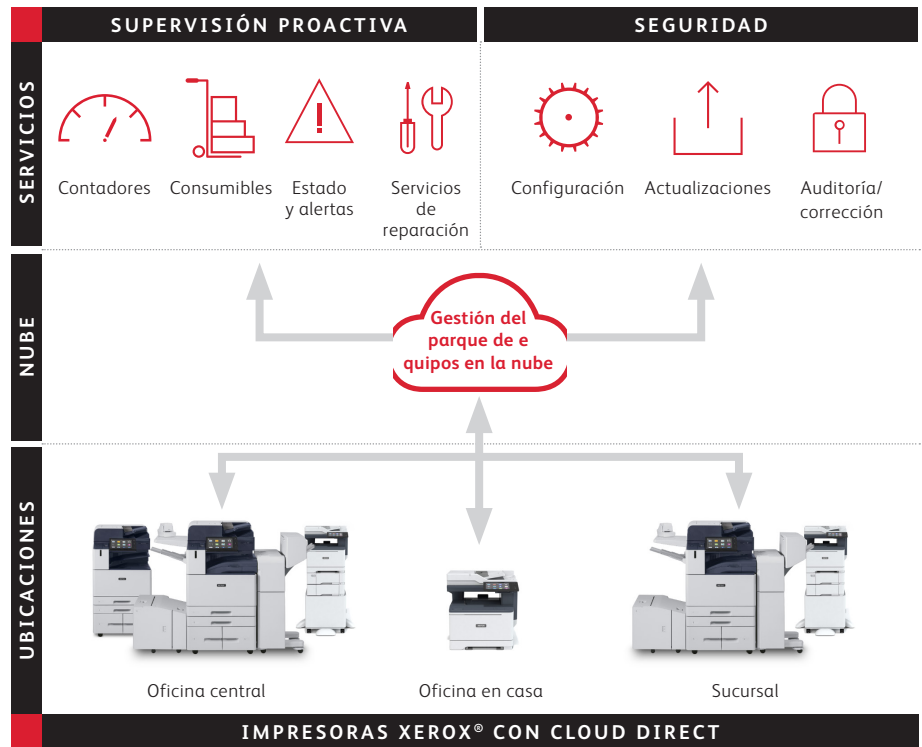 SUPERVISIÓN PROACTIVA
SEGURIDAD
SERVICIOS
Contadores
Consumibles
Estado
y alertas
Servicios
de
reparación
Configuración
Actualizaciones
Auditoría/
corrección
NUBE
Gestión del
parque de e
quipos en la nube
UBICACIONES
Oficina central
Oficina en casa
Sucursal
IMPRESORAS XEROX® CON CLOUD DIRECT